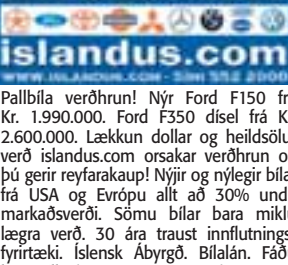 islandus.com
WWW.ISLANDUS.COM - SÍMI 552 2000
Pallbíla verðhrun! Nýr Ford F150 fr
Kr. 1.990.000. Ford F350 dísel frá K
2.600.000. Lækkun dollar og heildsölu
verð islandus.com orsakar verðhrun o
þú gerir reyfarakaup! Nýjir og nýlegir bíla
frá USA og Evrópu allt að 30% und
markaðsverði. Sömu bílar bara miklu
lægra verð. 30 ára traust innflutnings
fyrirtæki. Íslensk Ábyrgð. Bílalán. Fáð